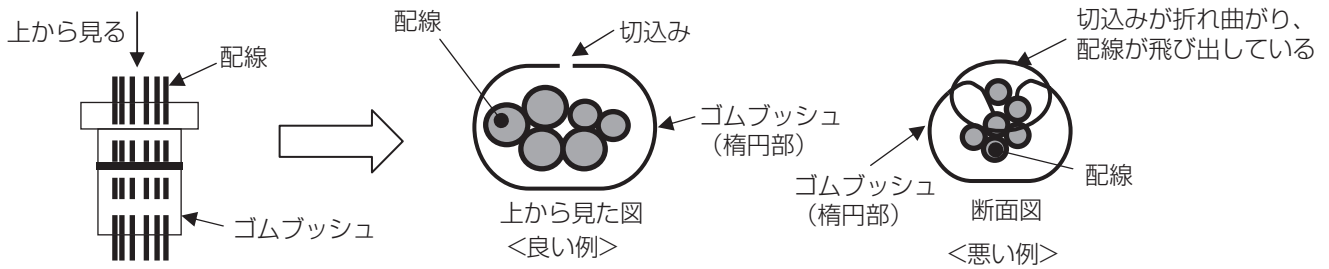 上から見る
配線
ゴムブッシュ
配線
切込み
ゴムブッシュ
（楕円部）
上から見た図
＜良い例＞
切込みが折れ曲がり、
配線が飛び出している
ゴムブッシュ
（楕円部）
配線
断面図
＜悪い例＞